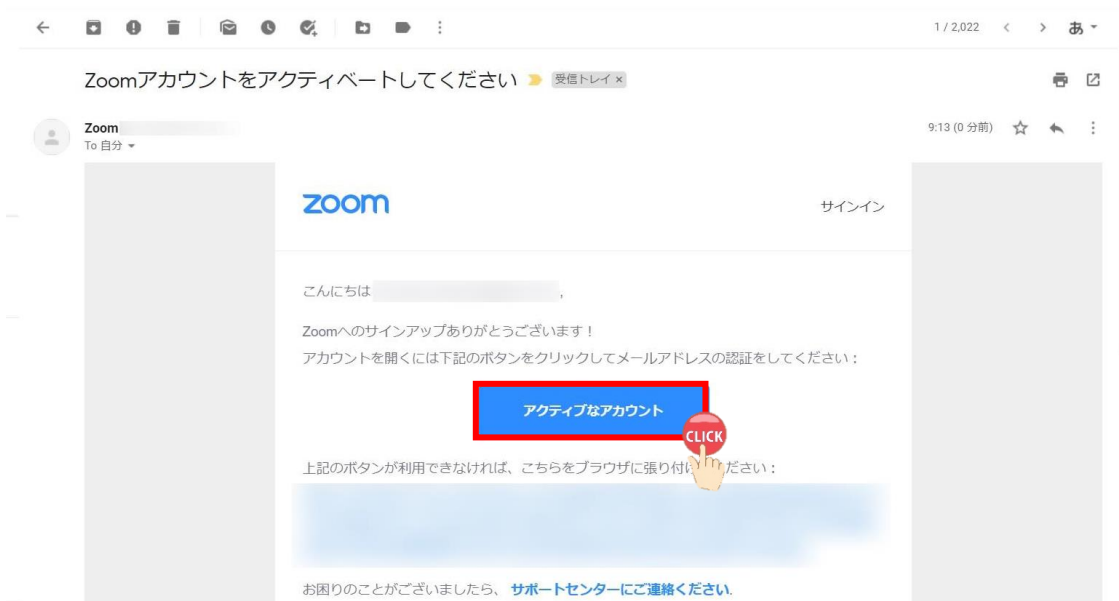 1 / 2,022
あ
Zoomアカウントをアクティベートしてください 受信トレイ ×
Zoom
9:13 (0 分前)
To 自分
zoom
サインイン
こんにちは ,
Zoomへのサインアップありがとうございます！
アカウントを開くには下記のボタンをクリックしてメールアドレスの認証をしてください：
アクティブなアカウント
CLICK
上記のボタンが利用できなければ、こちらをブラウザに張り付け ださい：
お困りのことがございましたら、 サポートセンターにご連絡ください.